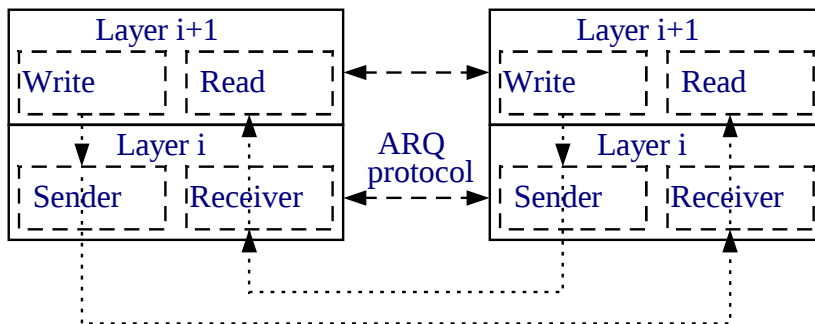 Layer i+1
Layer i+1
Write
Read
Write
Read
Layer i
ARQ
protocol
Layer i
Sender
Receiver
Sender
Receiver